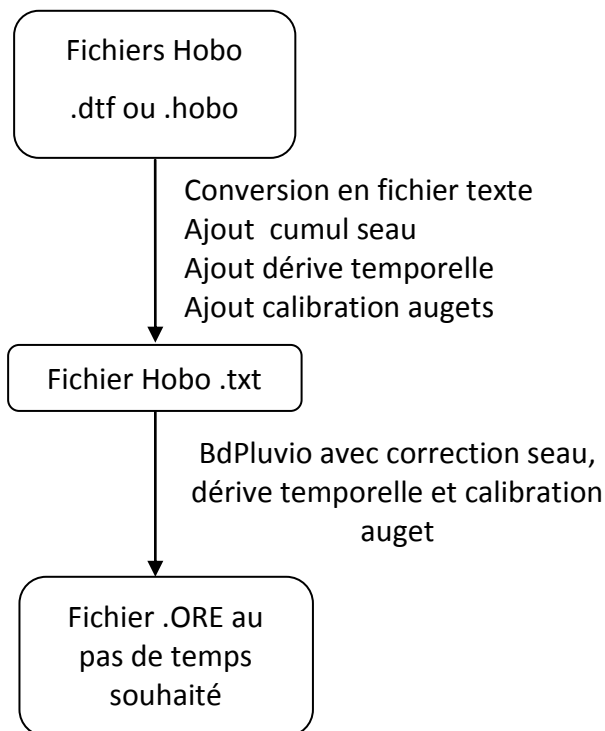 Fichiers Hobo
.dtf ou .hobo
Conversion en fichier texte
Ajout cumul seau
Ajout dérive temporelle
Ajout calibration augets
Fichier Hobo .txt
BdPluvio avec correction seau,
dérive temporelle et calibration
auget
Fichier .ORE au
pas de temps
souhaité